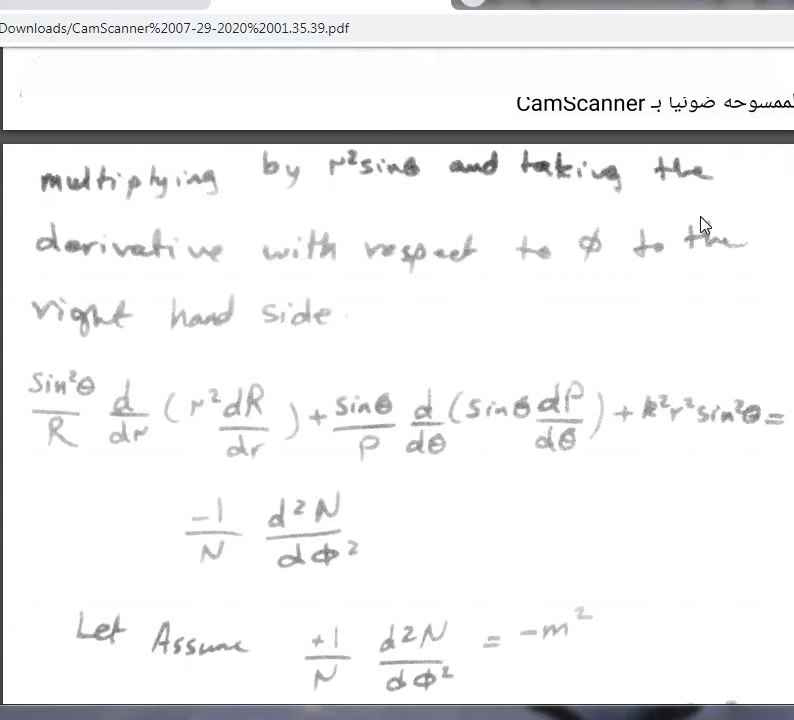 Downloads/CamScanner%2007-29-2020%2001.35.39.pdf
الممسوحه ضوئيا بـ CamScanner
multiplying by r²sinθ and taking the
derivative with respect to ϕ to the
right hand side.
Sin²θ/R d/dr (r² dR/dr) + Sinθ/P d/dθ (Sinθ dP/dθ) + k²r²sin²θ =
-1/N d²N/dϕ²
Let Assume +1/N d²N/dϕ² = -m²